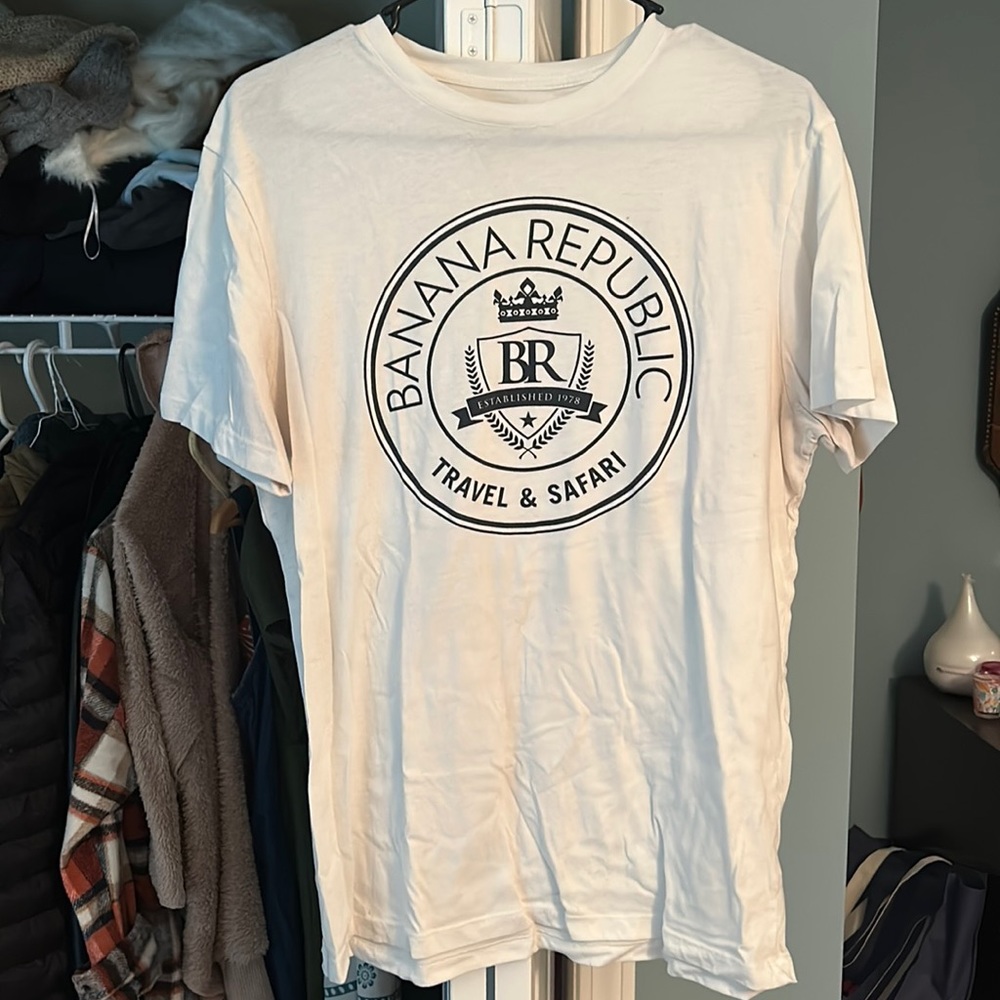 BANANA REPUBLIC
BR
ESTABLISHED 1978
TRAVEL & SAFARI